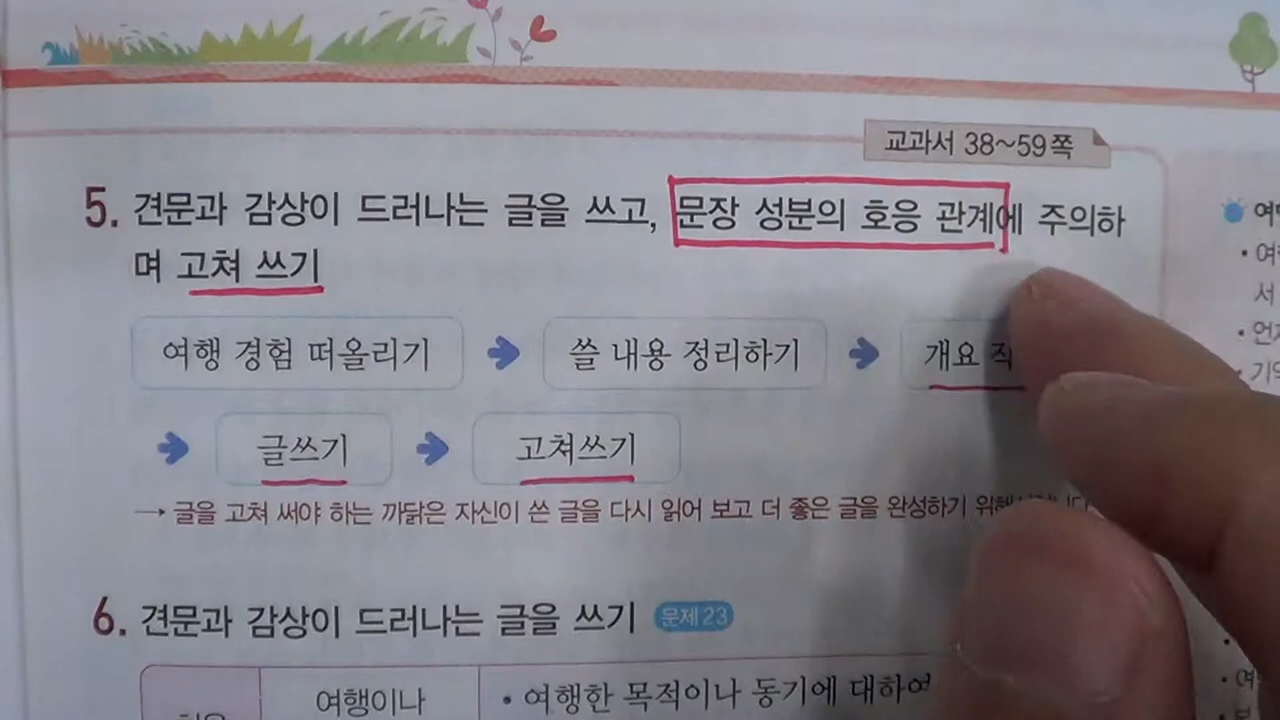 교과서 38~59쪽
5. 견문과 감상이 드러나는 글을 쓰고, 문장 성분의 호응 관계에 주의하
며 고쳐 쓰기
여행 경험 떠올리기 → 쓸 내용 정리하기 → 개요
→ 글쓰기 → 고쳐쓰기
→ 글을 고쳐 써야 하는 까닭은 자신이 쓴 글을 다시 읽어 보고 더 좋은 글을 완성하기
6. 견문과 감상이 드러나는 글을 쓰기 문제 23
여행이나 • 여행한 목적이나 동기에 대하여